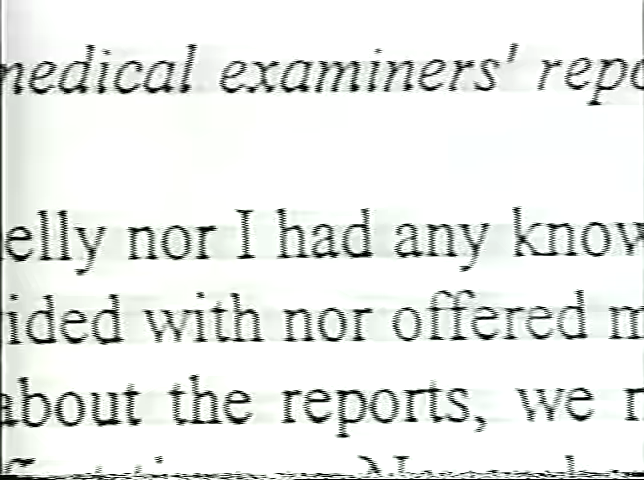 nedical examiners' repo
elly nor I had any know
ided with nor offered m
about the reports, we r